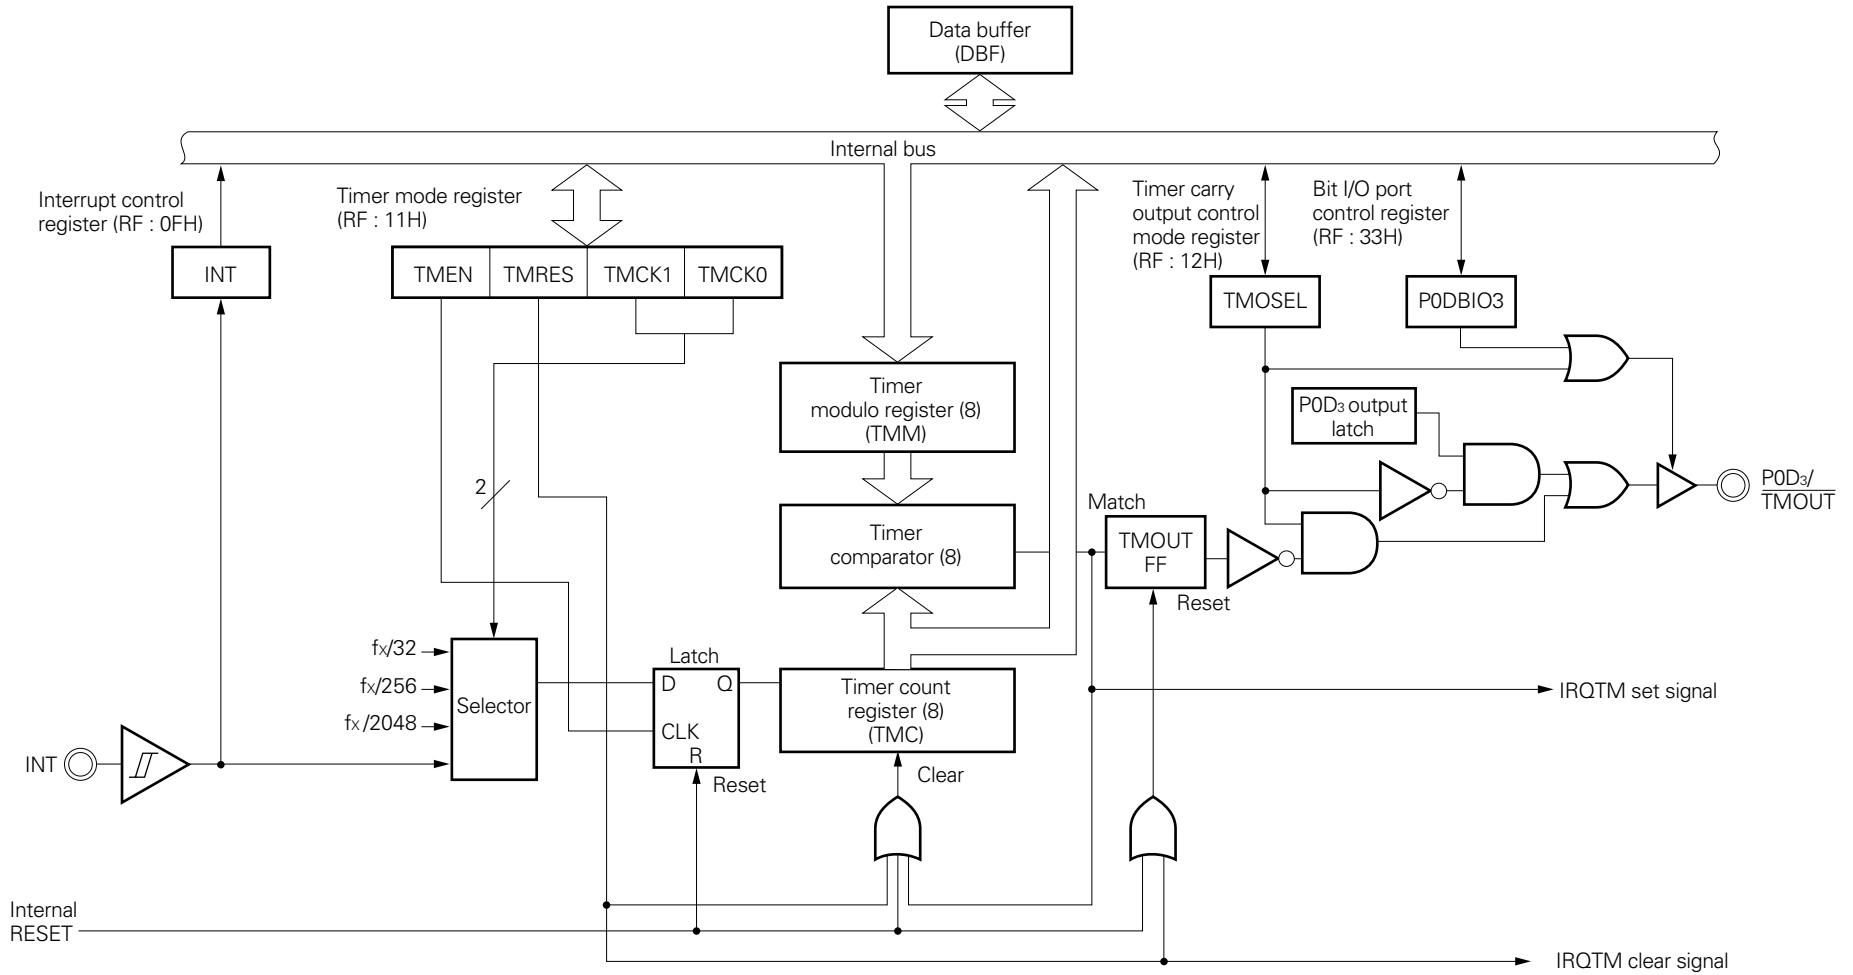 Data buffer
(DBF)
Internal bus
Interrupt control
register (RF : 0FH)
Timer mode register
(RF : 11H)
Timer carry
output control
mode register
(RF : 12H)
Bit I/O port
control register
(RF : 33H)
INT
TMEN
TMRES
TMCK1
TMCK0
TMOSEL
P0DBIO3
Timer
modulo register (8)
(TMM)
P0D₃ output
latch
2
Match
P0D₃/
TMOUT
Timer
comparator (8)
TMOUT
FF
Reset
fX/32
fX/256
fX/2048
Selector
Latch
D
Q
CLK
R
Reset
Timer count
register (8)
(TMC)
IRQTM set signal
INT
Clear
Internal
RESET
IRQTM clear signal